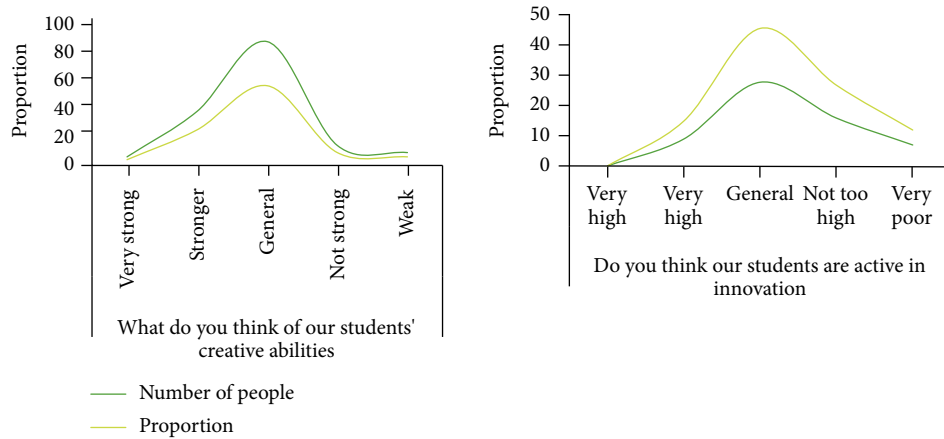 Proportion
100
80
60
40
20
0
Very strong
Stronger
General
Not strong
Weak
What do you think of our students'
creative abilities
Number of people
Proportion
Proportion
50
40
30
20
10
0
Very high
Very high
General
Not too high
Very poor
Do you think our students are active in
innovation